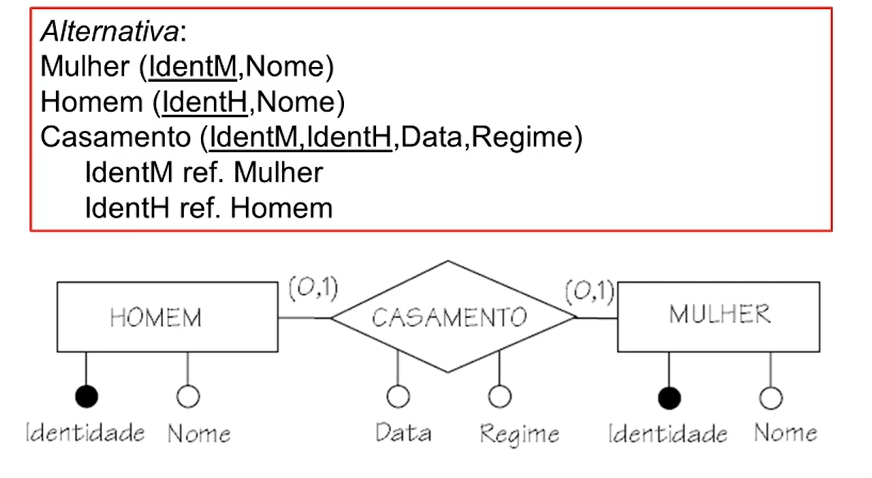 Alternativa:
Mulher (IdentM,Nome)
Homem (IdentH,Nome)
Casamento (IdentM,IdentH,Data,Regime)
IdentM ref. Mulher
IdentH ref. Homem
(0,1) (0,1)
HOMEM CASAMENTO MULHER
Identidade Nome Data Regime Identidade Nome